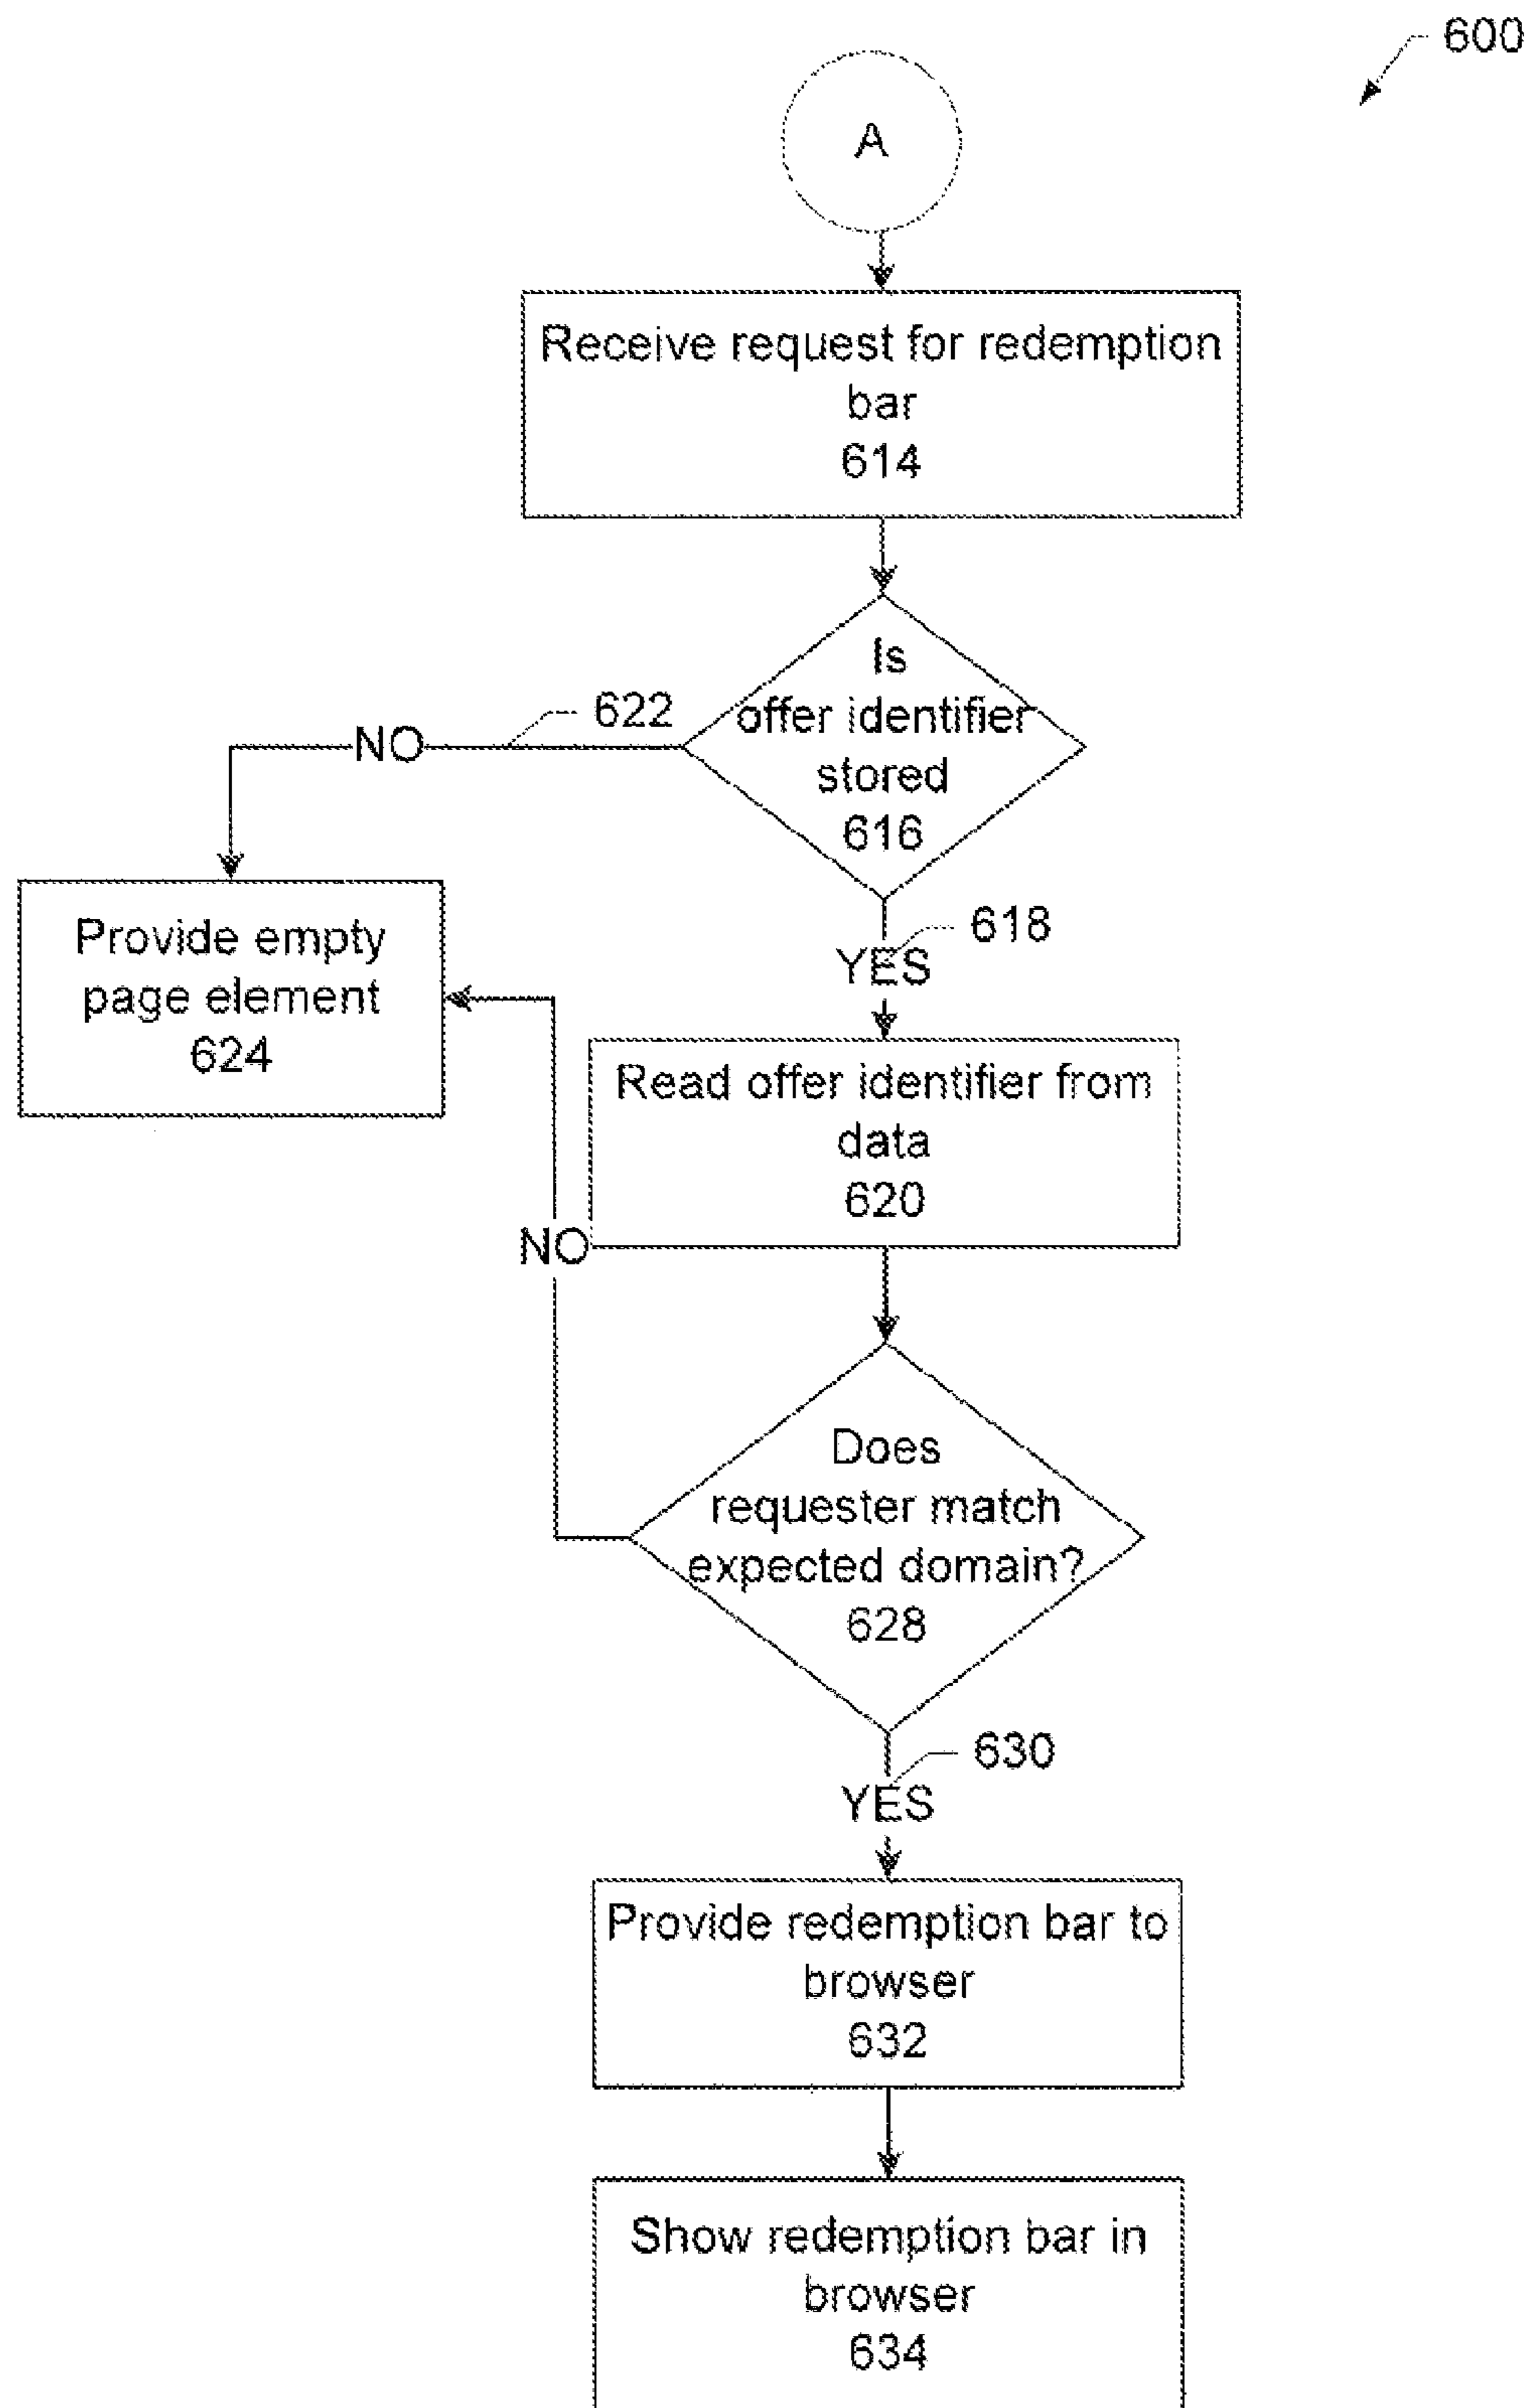 600
A
Receive request for redemption
bar
614
Is
offer identifier
stored
616
622
NO
618
YES
Provide empty
page element
624
Read offer identifier from
data
620
NO
Does
requester match
expected domain?
628
630
YES
Provide redemption bar to
browser
632
Show redemption bar in
browser
634